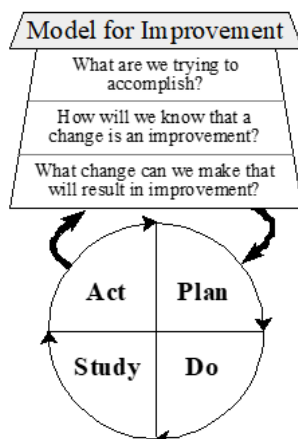 Model for Improvement
What are we trying to
accomplish?
How will we know that a
change is an improvement?
What change can we make that
will result in improvement?
Act Plan
Study Do